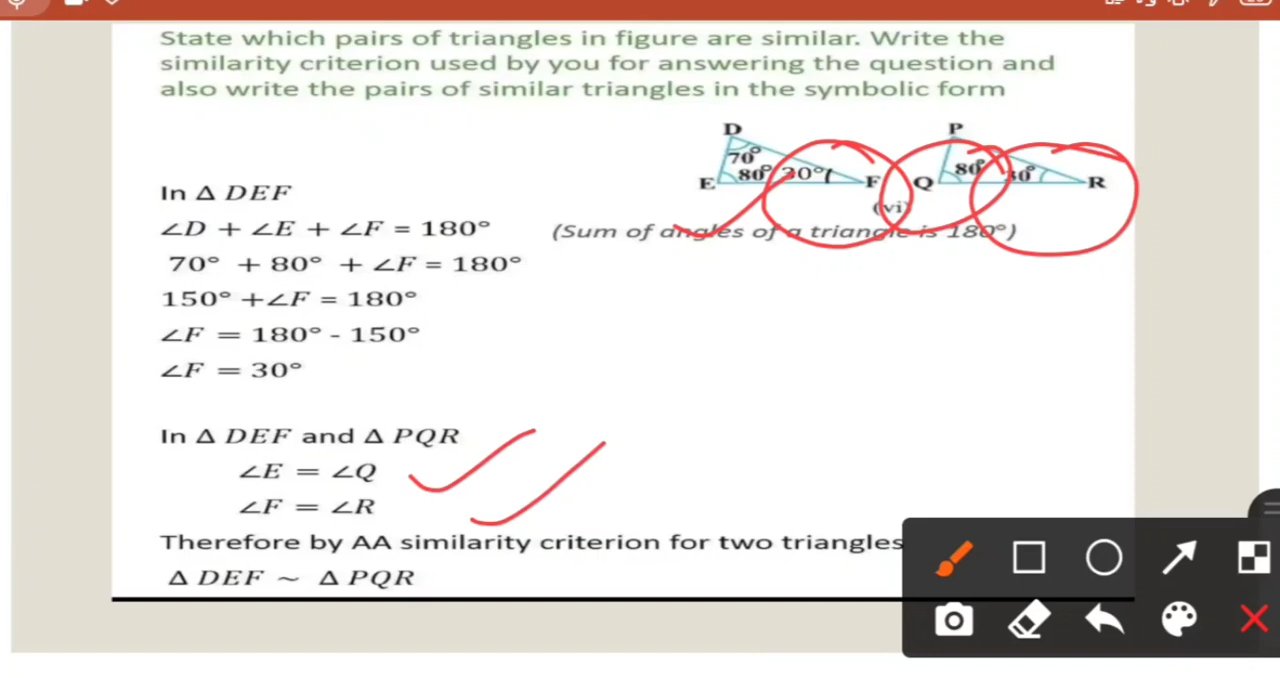 State which pairs of triangles in figure are similar. Write the
similarity criterion used by you for answering the question and
also write the pairs of similar triangles in the symbolic form
D
P
70°
80° 30°
80°
30°
E
F
Q
R
(vi)
In Δ DEF
∠D + ∠E + ∠F = 180°
(Sum of angles of a triangle is 180°)
70° + 80° + ∠F = 180°
150° +∠F = 180°
∠F = 180° - 150°
∠F = 30°
In Δ DEF and Δ PQR
∠E = ∠Q
∠F = ∠R
Therefore by AA similarity criterion for two triangles
Δ DEF ~ Δ PQR